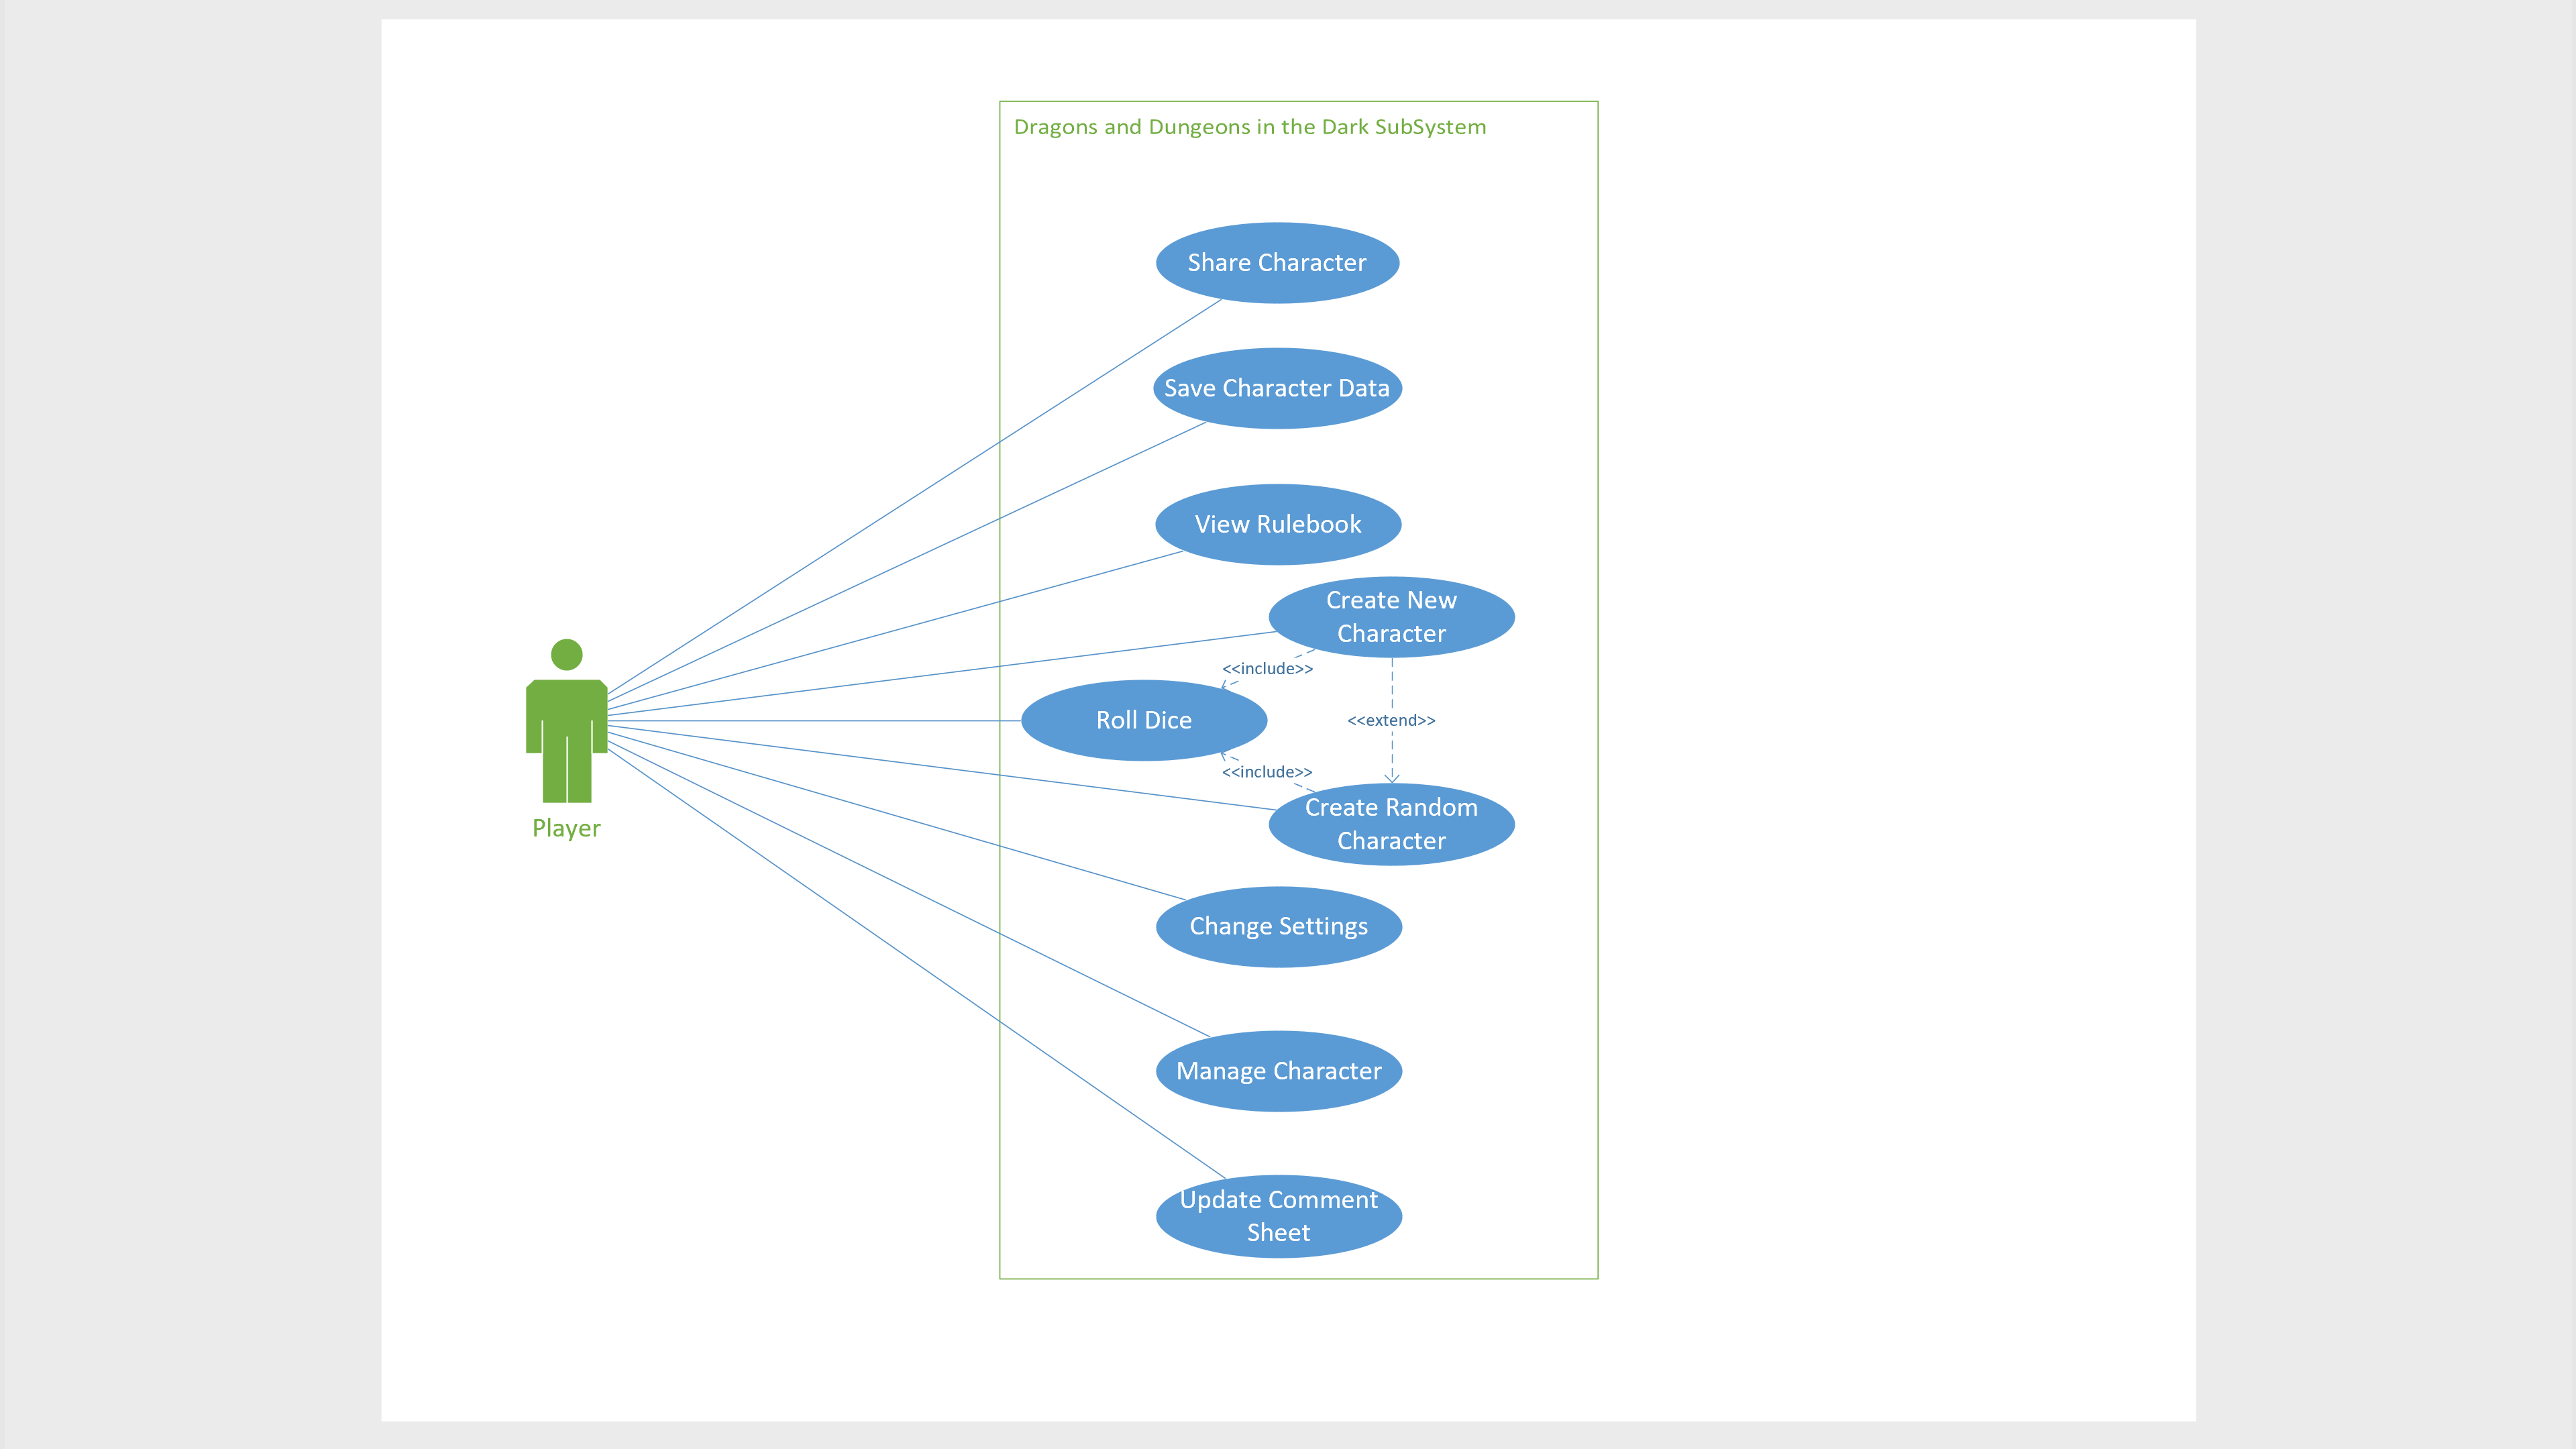 Dragons and Dungeons in the Dark SubSystem
Share Character
Save Character Data
View Rulebook
Create New
Character
<<include>>
Roll Dice
<<extend>>
<<include>>
Create Random
Character
Player
Change Settings
Manage Character
Update Comment
Sheet